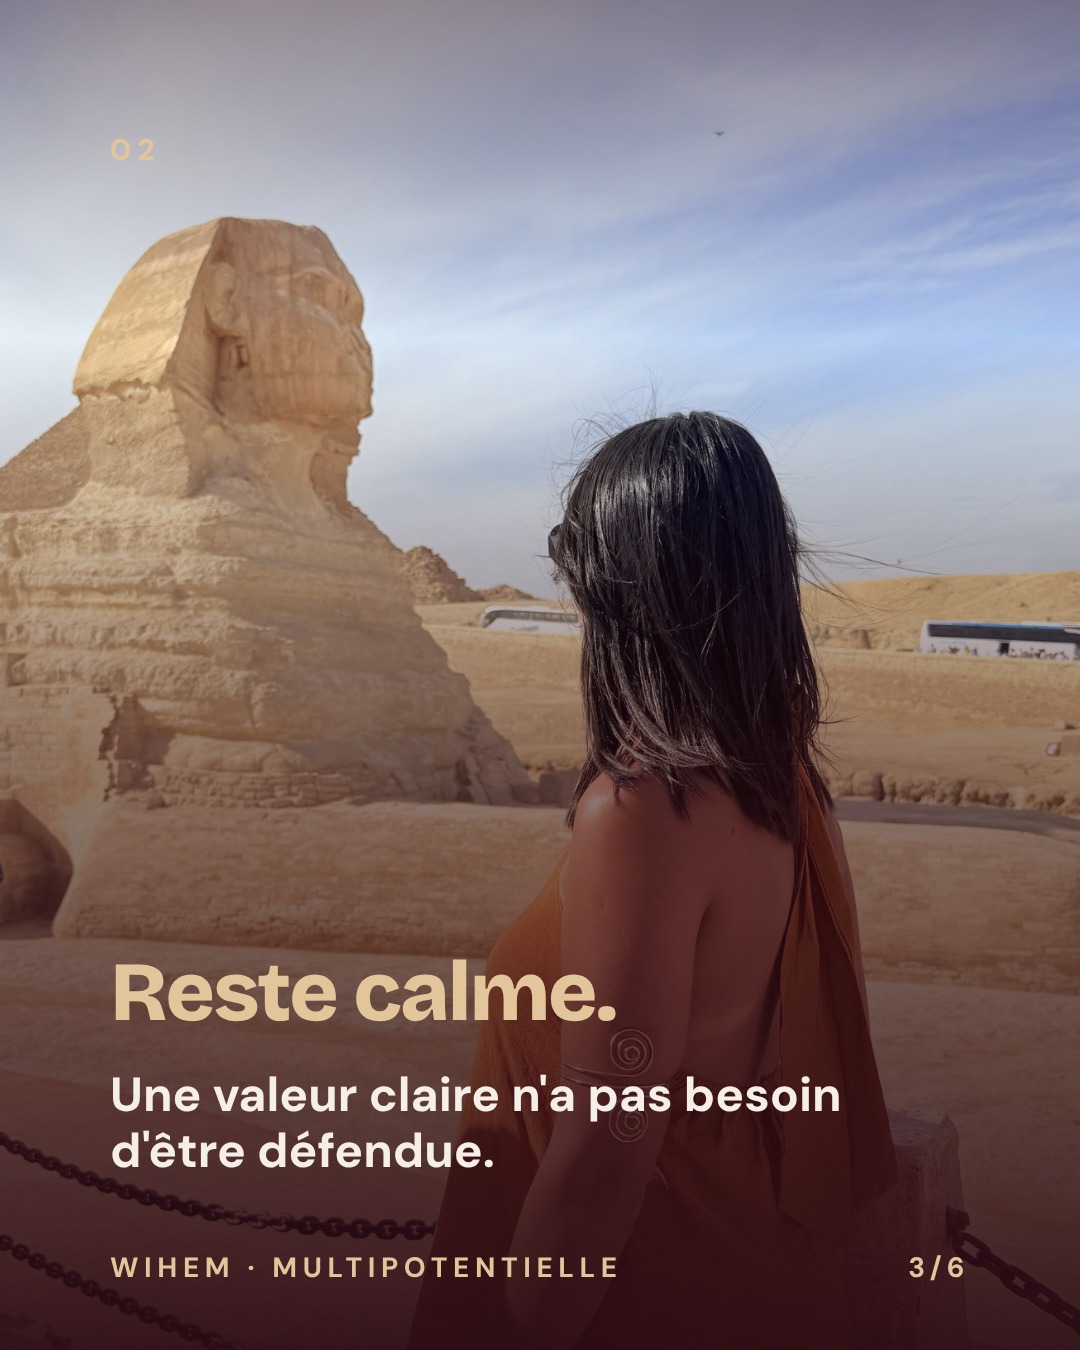 02
Reste calme.
Une valeur claire n'a pas besoin
d'être défendue.
WIHEM · MULTIPOTENTIELLE
3/6